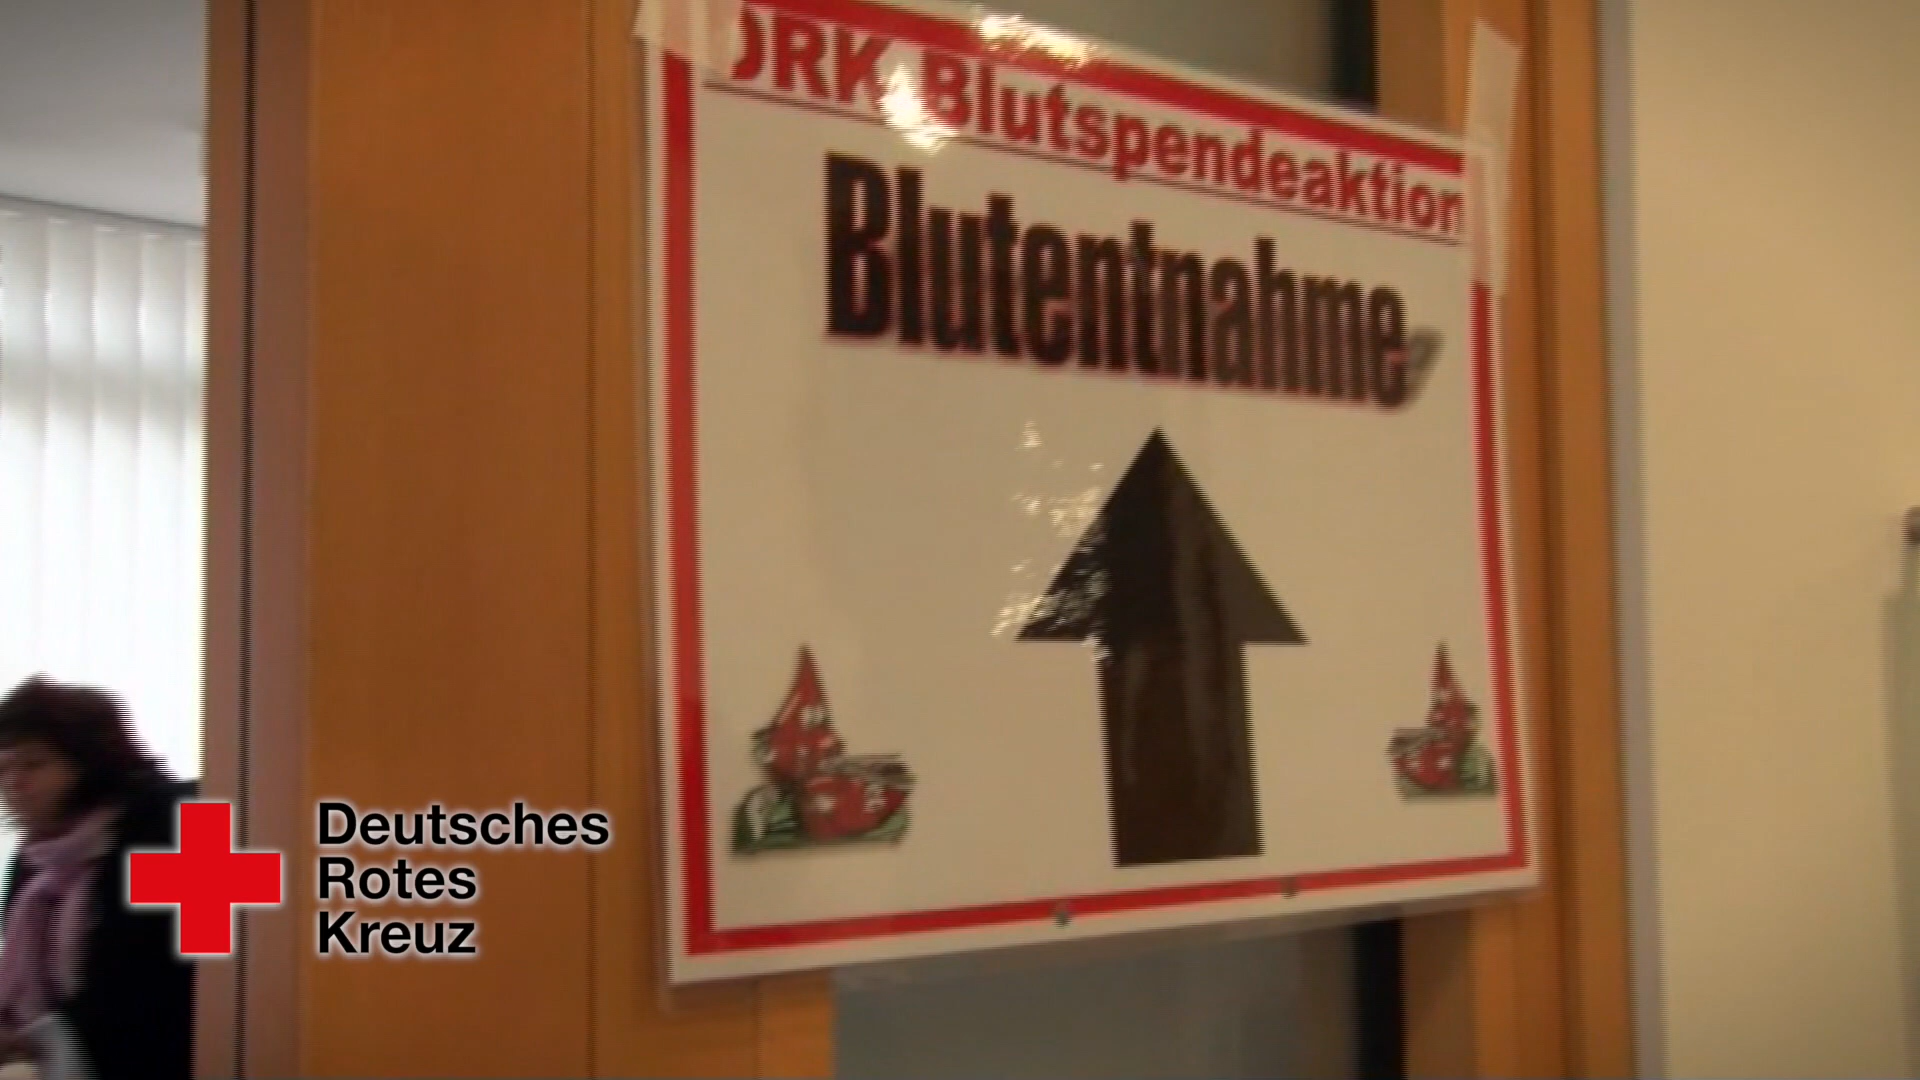 DRK Blutspendeaktion
Blutentnahme
Deutsches
Rotes
Kreuz